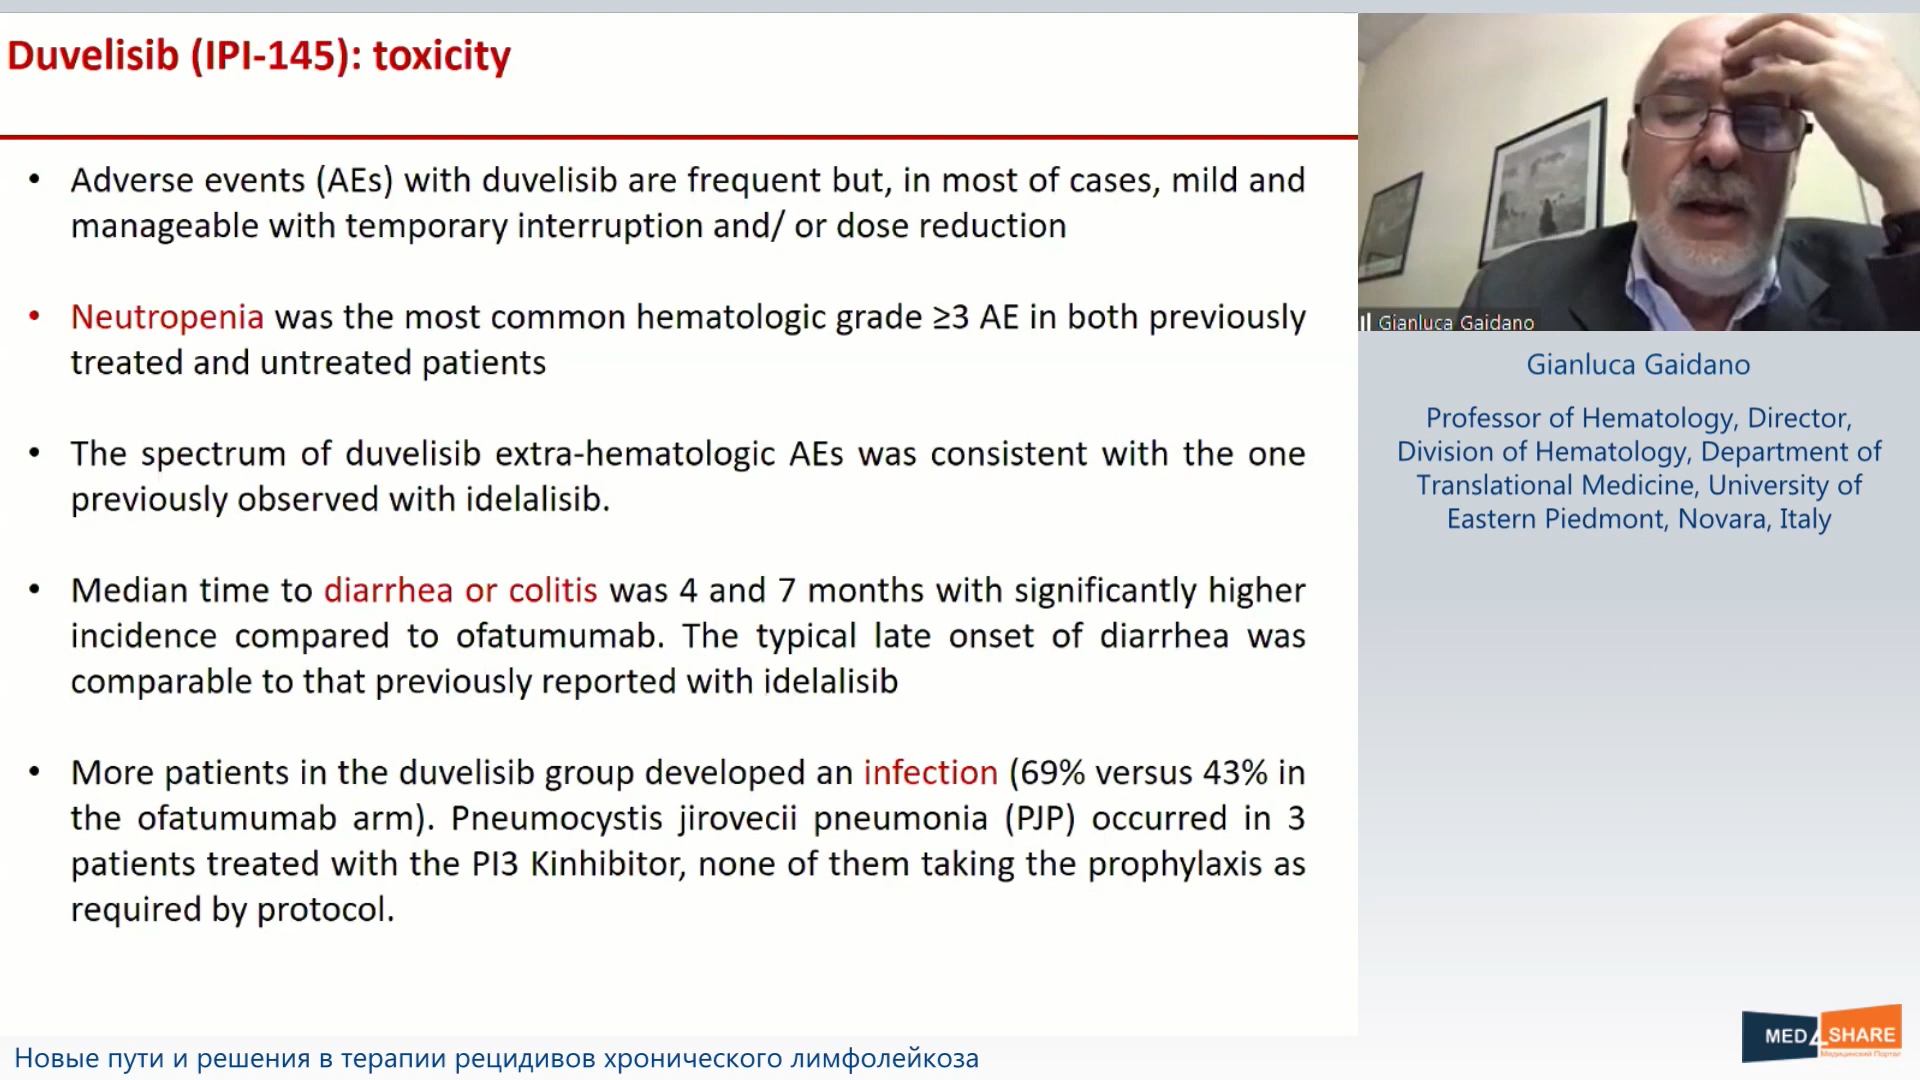 Duvelisib (IPI-145): toxicity
• Adverse events (AEs) with duvelisib are frequent but, in most of cases, mild and
manageable with temporary interruption and/ or dose reduction
• Neutropenia was the most common hematologic grade ≥3 AE in both previously
treated and untreated patients
• The spectrum of duvelisib extra-hematologic AEs was consistent with the one
previously observed with idelalisib.
• Median time to diarrhea or colitis was 4 and 7 months with significantly higher
incidence compared to ofatumumab. The typical late onset of diarrhea was
comparable to that previously reported with idelalisib
• More patients in the duvelisib group developed an infection (69% versus 43% in
the ofatumumab arm). Pneumocystis jirovecii pneumonia (PJP) occurred in 3
patients treated with the PI3 Kinhibitor, none of them taking the prophylaxis as
required by protocol.
Gianluca Gaidano
Gianluca Gaidano
Professor of Hematology, Director,
Division of Hematology, Department of
Translational Medicine, University of
Eastern Piedmont, Novara, Italy
MED4SHARE
Медицинский Портал
Новые пути и решения в терапии рецидивов хронического лимфолейкоза